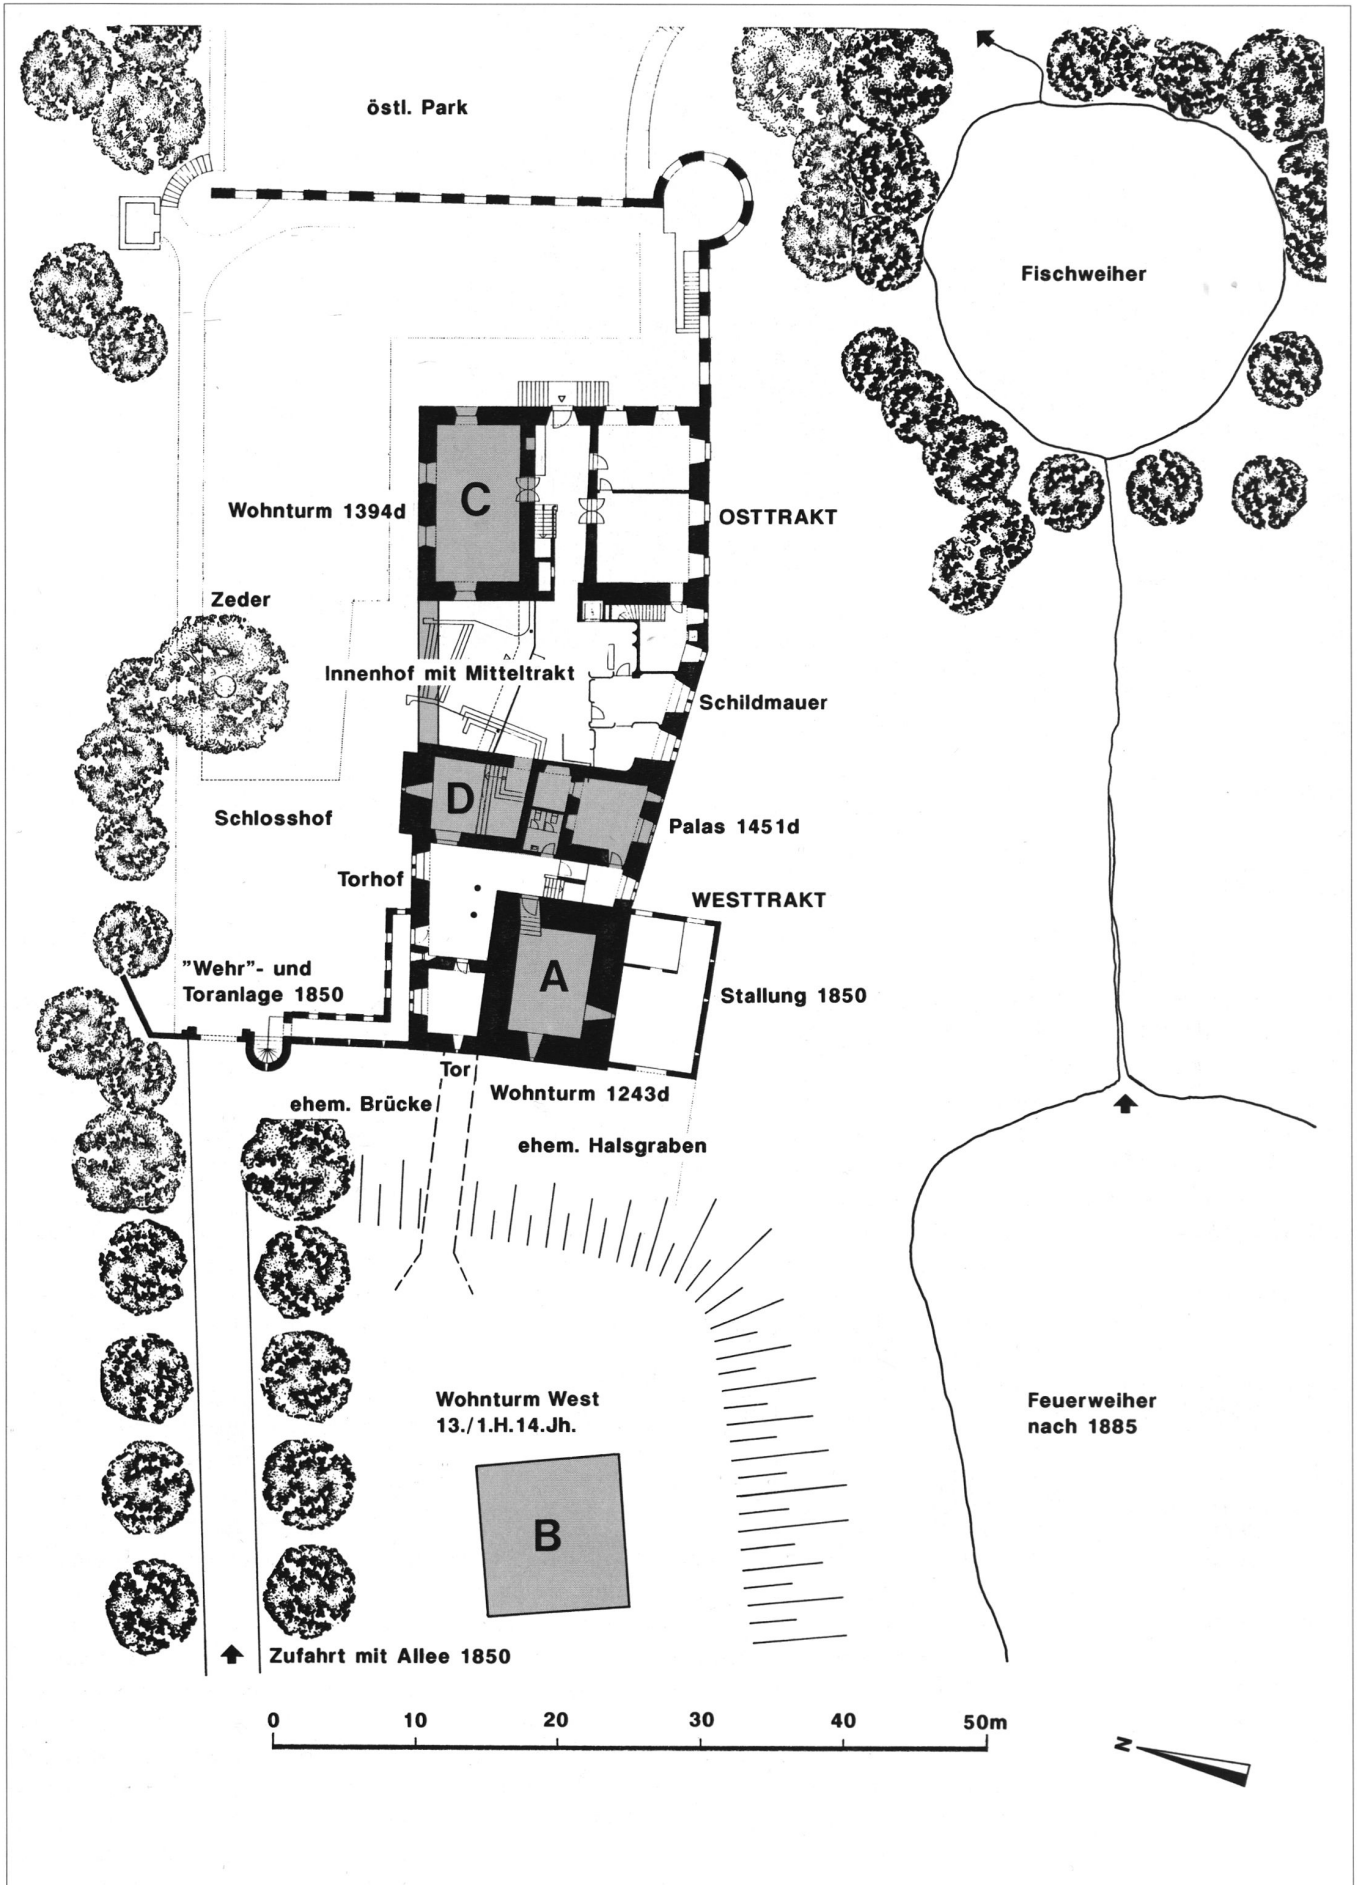 östl. Park
Fischweiher
C
Wohnturm 1394d
OSTTRAKT
Zeder
Innenhof mit Mitteltrakt
Schildmauer
D
Schlosshof
Palas 1451d
Torhof
WESTTRAKT
"Wehr"- und
Toranlage 1850
A
Stallung 1850
Tor
Wohnturm 1243d
ehem. Brücke
ehem. Halsgraben
Wohnturm West
13./1.H.14.Jh.
Feuerweiher
nach 1885
B
Zufahrt mit Allee 1850
0 10 20 30 40 50m
N